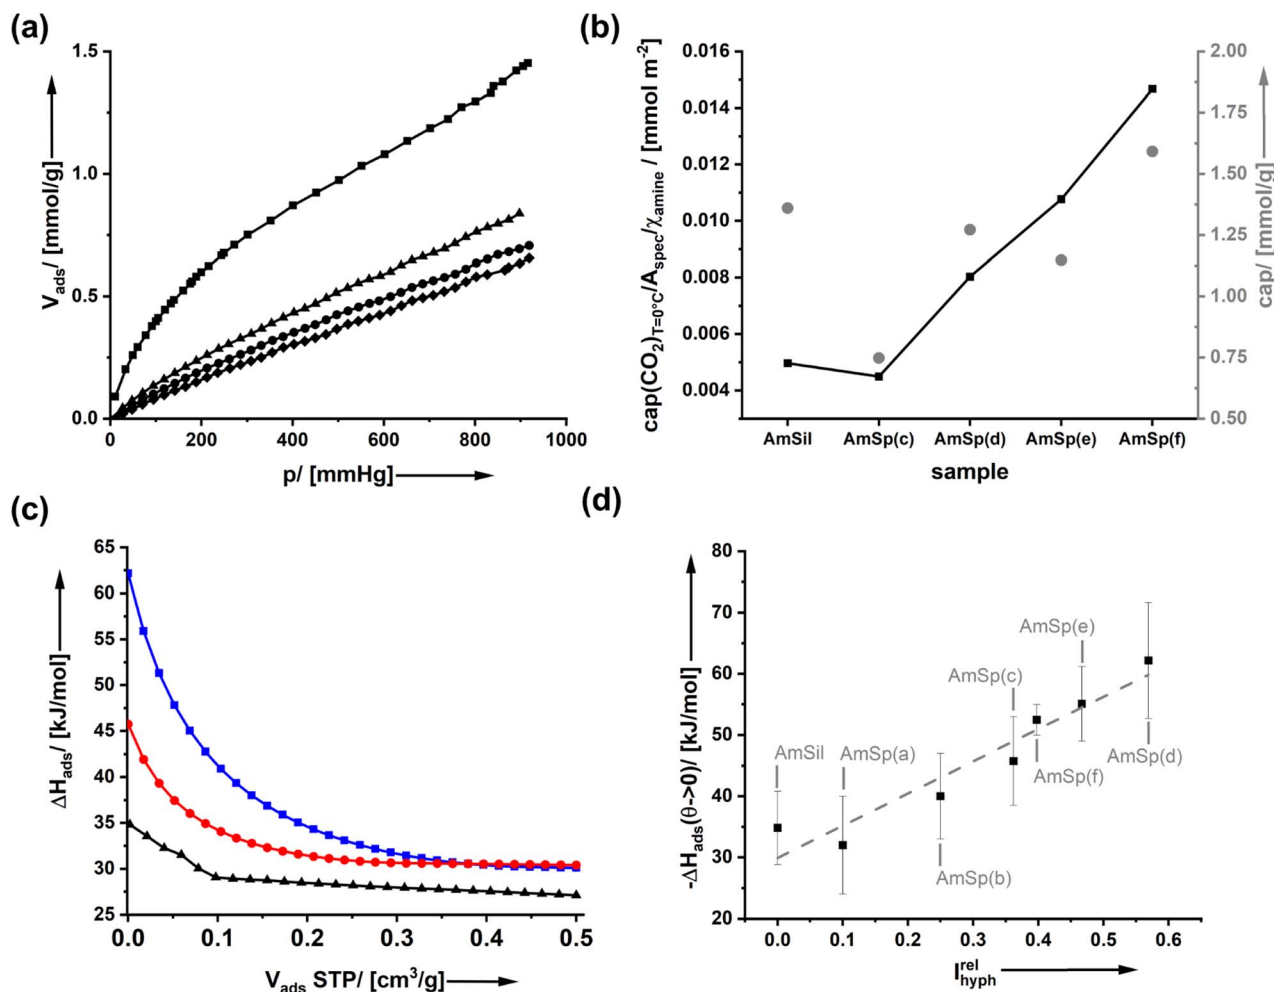 (a)
V_ads/ [mmol/g]
1.5
1.0
0.5
0.0
0 200 400 600 800 1000
p/ [mmHg]
(b)
cap(CO₂)_T=0°C/A_spec/χ_amine / [mmol m⁻²]
0.016
0.014
0.012
0.010
0.008
0.006
0.004
2.00
1.75
1.50
1.25
1.00
0.75
0.50
cap/ [mmol/g]
AmSil AmSp(c) AmSp(d) AmSp(e) AmSp(f)
sample
(c)
ΔH_ads/ [kJ/mol]
65
60
55
50
45
40
35
30
25
0.0 0.1 0.2 0.3 0.4 0.5
V_ads STP/ [cm³/g]
(d)
-ΔH_ads(θ->0)/ [kJ/mol]
80
70
60
50
40
30
20
AmSp(e)
AmSp(c)
AmSil
AmSp(a)
AmSp(d)
AmSp(f)
AmSp(b)
0.0 0.1 0.2 0.3 0.4 0.5 0.6
I_hyph^rel